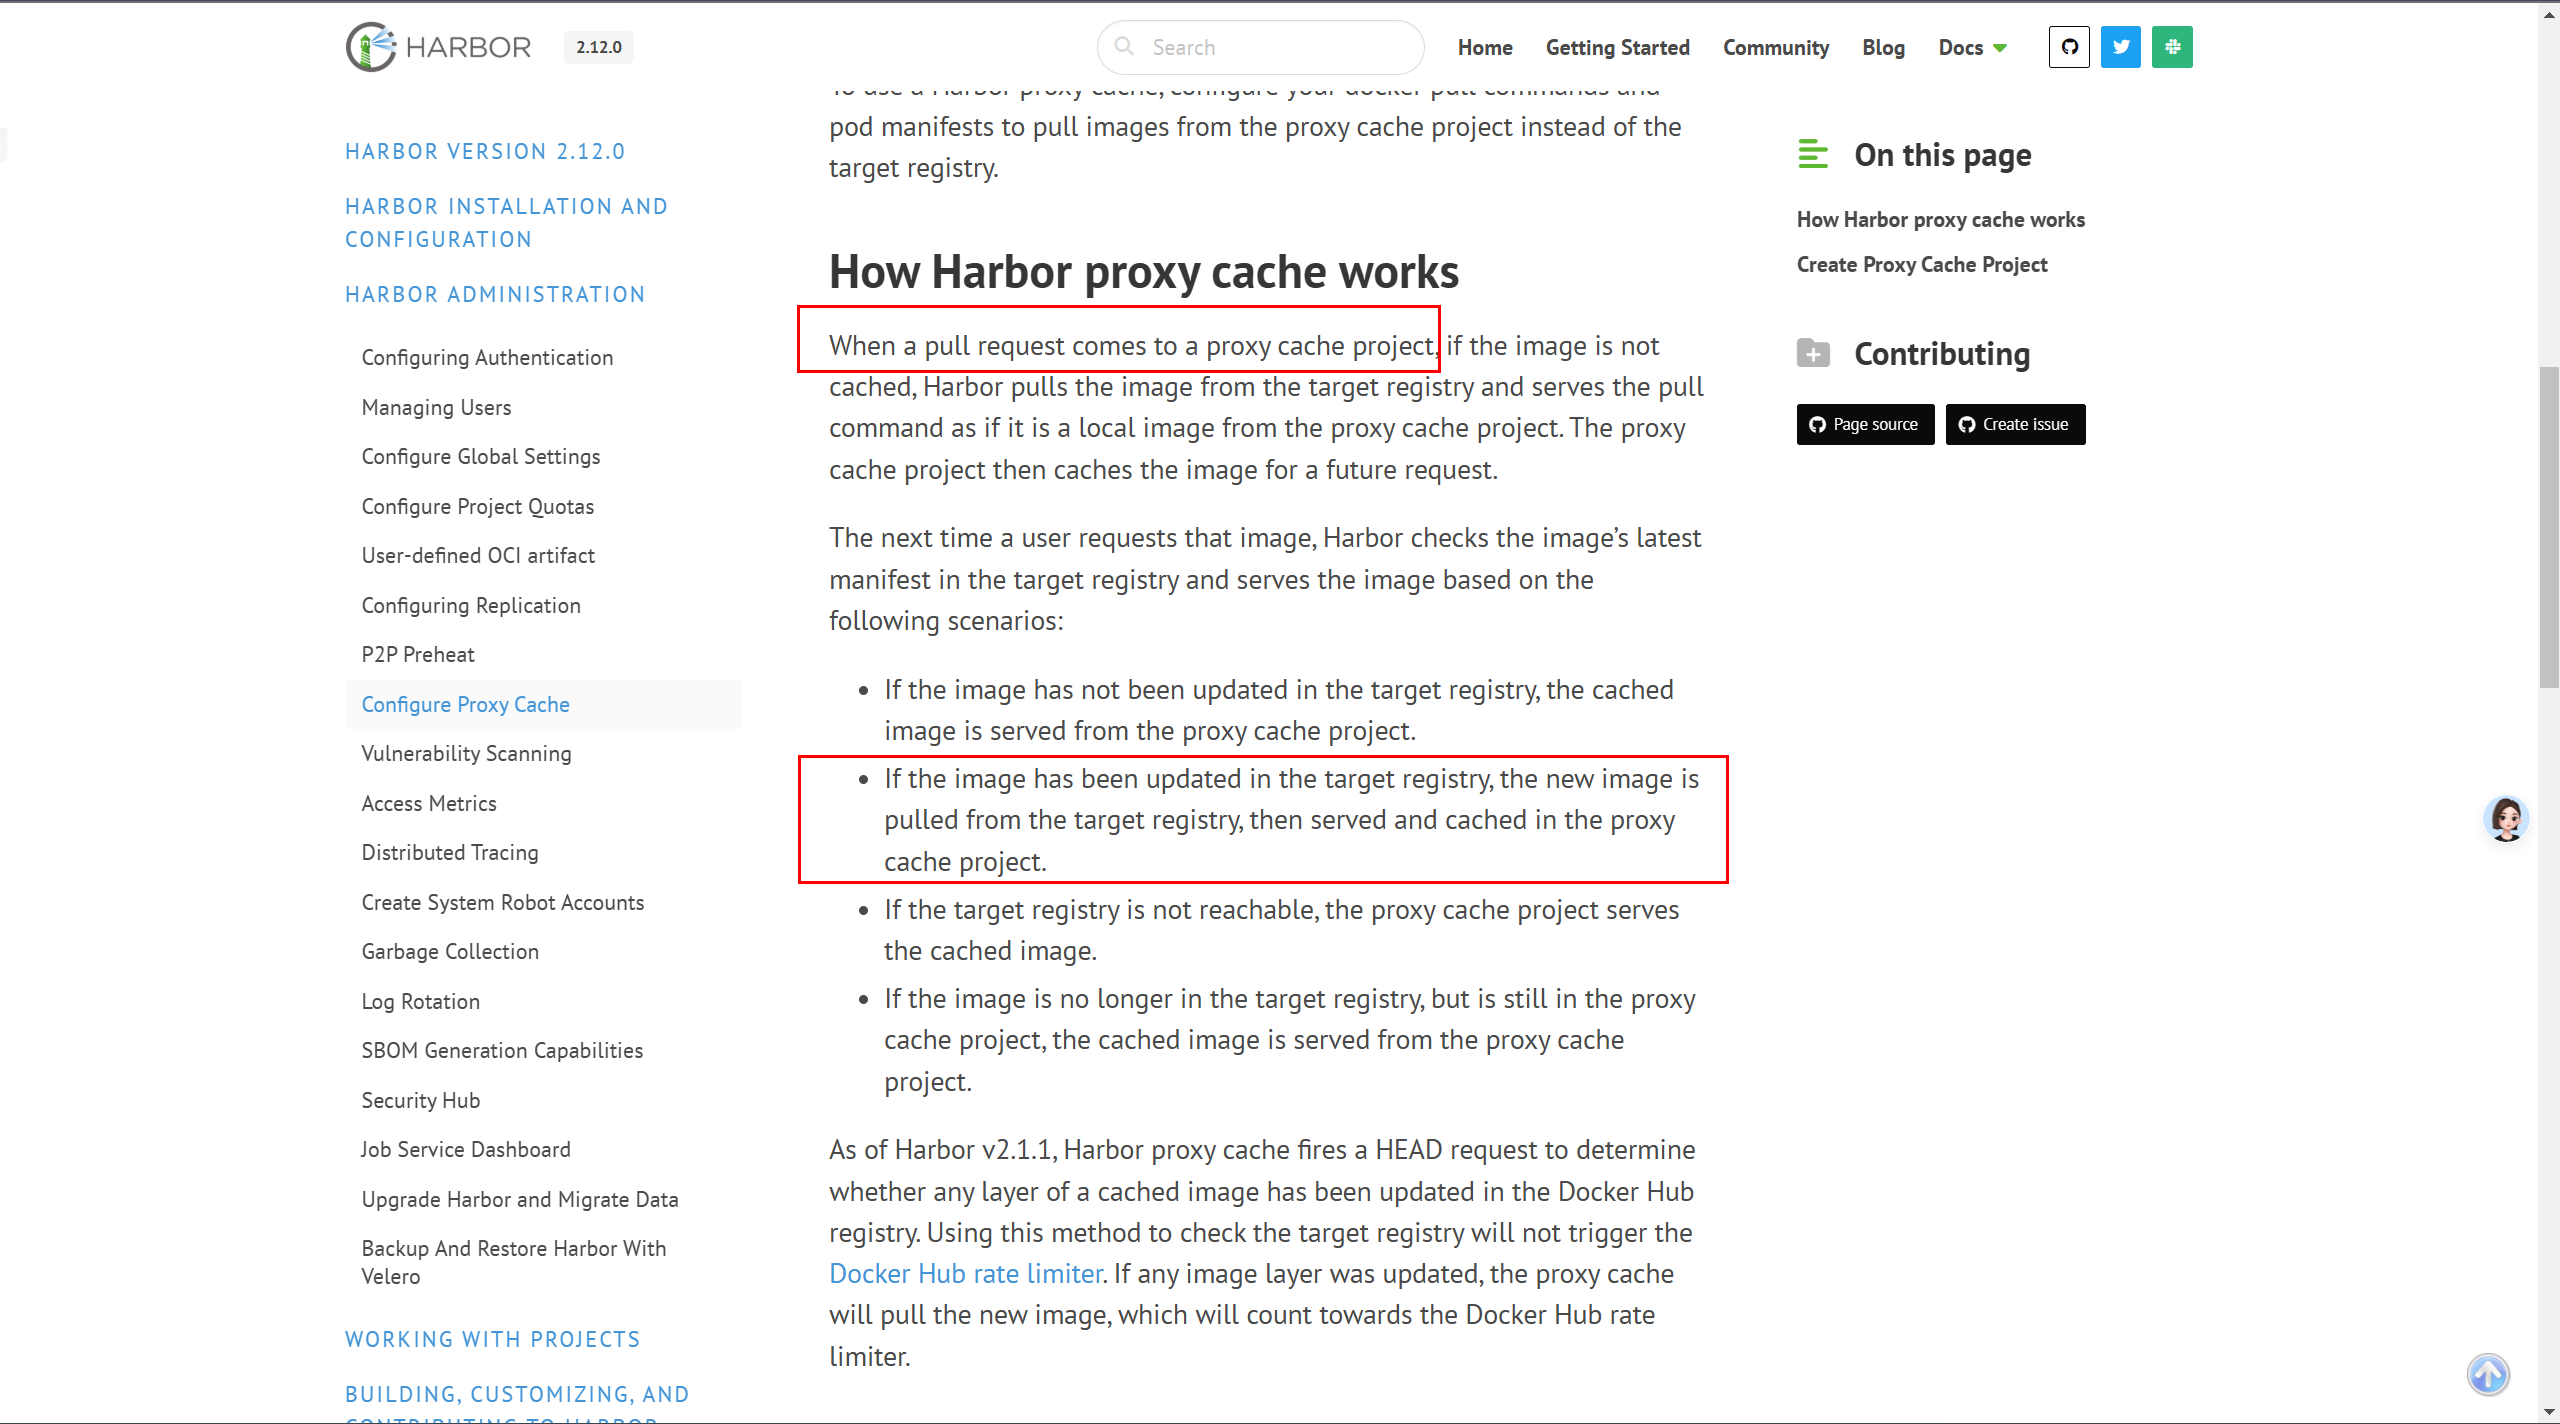 HARBOR
2.12.0
Search
Home
Getting Started
Community
Blog
Docs
HARBOR VERSION 2.12.0
HARBOR INSTALLATION AND
CONFIGURATION
HARBOR ADMINISTRATION
Configuring Authentication
Managing Users
Configure Global Settings
Configure Project Quotas
User-defined OCI artifact
Configuring Replication
P2P Preheat
Configure Proxy Cache
Vulnerability Scanning
Access Metrics
Distributed Tracing
Create System Robot Accounts
Garbage Collection
Log Rotation
SBOM Generation Capabilities
Security Hub
Job Service Dashboard
Upgrade Harbor and Migrate Data
Backup And Restore Harbor With
Velero
WORKING WITH PROJECTS
BUILDING, CUSTOMIZING, AND
CONTRIBUTING TO HARBOR
To use a Harbor proxy cache, configure your docker pull commands and
pod manifests to pull images from the proxy cache project instead of the
target registry.
How Harbor proxy cache works
When a pull request comes to a proxy cache project, if the image is not
cached, Harbor pulls the image from the target registry and serves the pull
command as if it is a local image from the proxy cache project. The proxy
cache project then caches the image for a future request.
The next time a user requests that image, Harbor checks the image’s latest
manifest in the target registry and serves the image based on the
following scenarios:
• If the image has not been updated in the target registry, the cached
image is served from the proxy cache project.
• If the image has been updated in the target registry, the new image is
pulled from the target registry, then served and cached in the proxy
cache project.
• If the target registry is not reachable, the proxy cache project serves
the cached image.
• If the image is no longer in the target registry, but is still in the proxy
cache project, the cached image is served from the proxy cache
project.
As of Harbor v2.1.1, Harbor proxy cache fires a HEAD request to determine
whether any layer of a cached image has been updated in the Docker Hub
registry. Using this method to check the target registry will not trigger the
Docker Hub rate limiter. If any image layer was updated, the proxy cache
will pull the new image, which will count towards the Docker Hub rate
limiter.
On this page
How Harbor proxy cache works
Create Proxy Cache Project
Contributing
Page source
Create issue